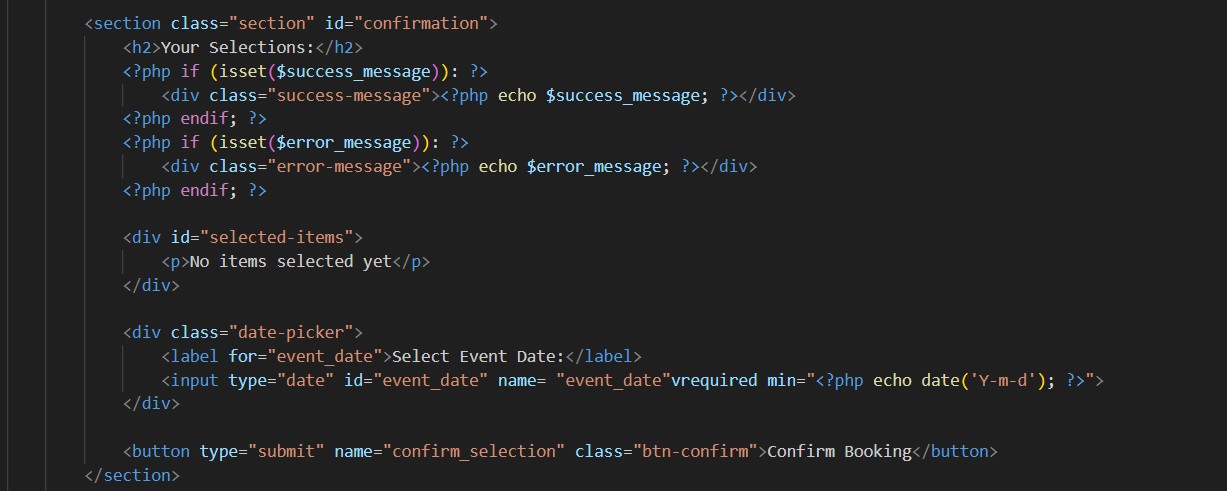 <section class="section" id="confirmation">
<h2>Your Selections:</h2>
<?php if (isset($success_message)): ?>
<div class="success-message"><?php echo $success_message; ?></div>
<?php endif; ?>
<?php if (isset($error_message)): ?>
<div class="error-message"><?php echo $error_message; ?></div>
<?php endif; ?>
<div id="selected-items">
<p>No items selected yet</p>
</div>
<div class="date-picker">
<label for="event_date">Select Event Date:</label>
<input type="date" id="event_date" name= "event_date"vrequired min="<?php echo date('Y-m-d'); ?>">
</div>
<button type="submit" name="confirm_selection" class="btn-confirm">Confirm Booking</button>
</section>